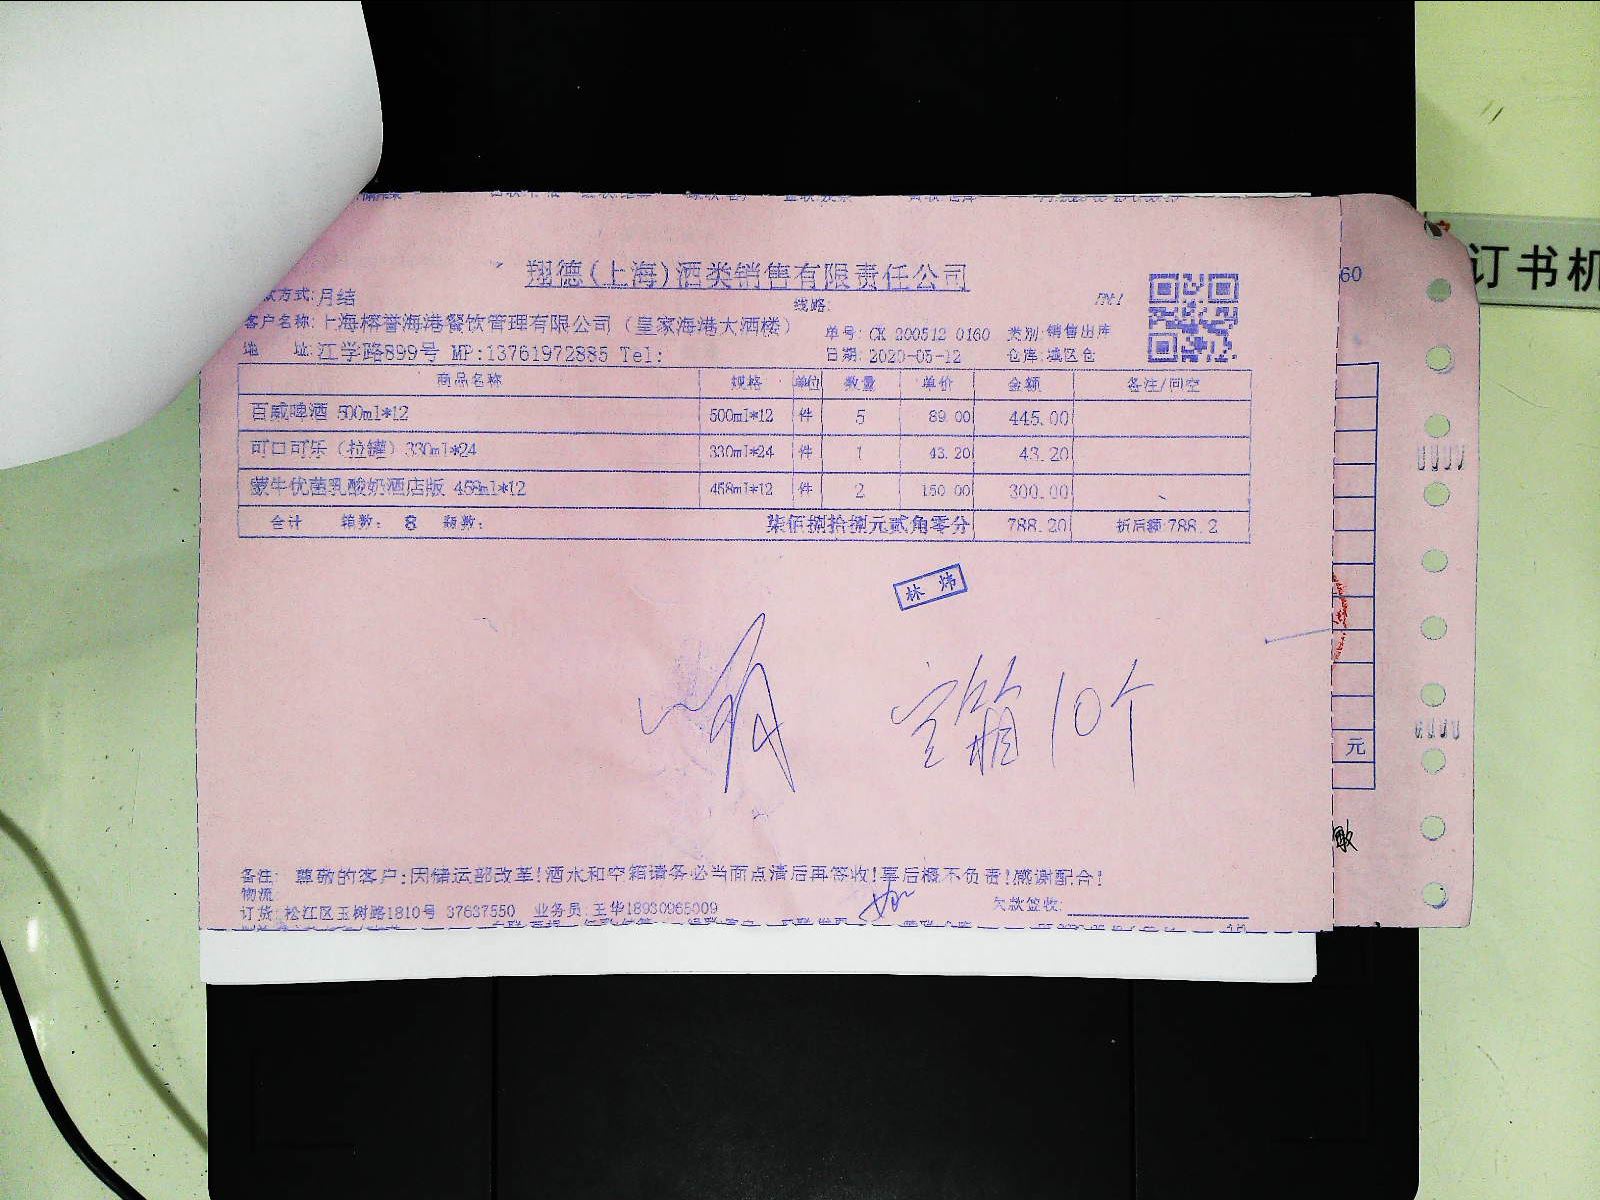 翔德(上海)酒类销售有限责任公司
款方式:月结 线路:
客户名称:上海榕誉海港餐饮管理有限公司（皇家海港大酒楼） 单号: CK-200512-0160 类别:销售出库
地 址:江学路899号 MP:13761972885 Tel: 日期:2020-05-12 仓库:城区仓
商品名称 规格 单位 数量 单价 金额 备注/回空
百威啤酒 500ml*12 500ml*12 件 5 89.00 445.00
可口可乐（拉罐）330ml*24 330ml*24 件 1 43.20 43.20
蒙牛优菌乳酸奶酒店版 458ml*12 458ml*12 件 2 150.00 300.00
合计 箱数: 8 瓶数: 柒佰捌拾捌元贰角零分 788.20 折后额:788.2
林炜
空箱10个
备注: 尊敬的客户:因储运部改革!酒水和空箱请务必当面点清后再签收!事后概不负责!感谢配合!
物流:
订货:松江区玉树路1810号 37637550 业务员:王华18930965009 欠款签收:
60
元
订书机